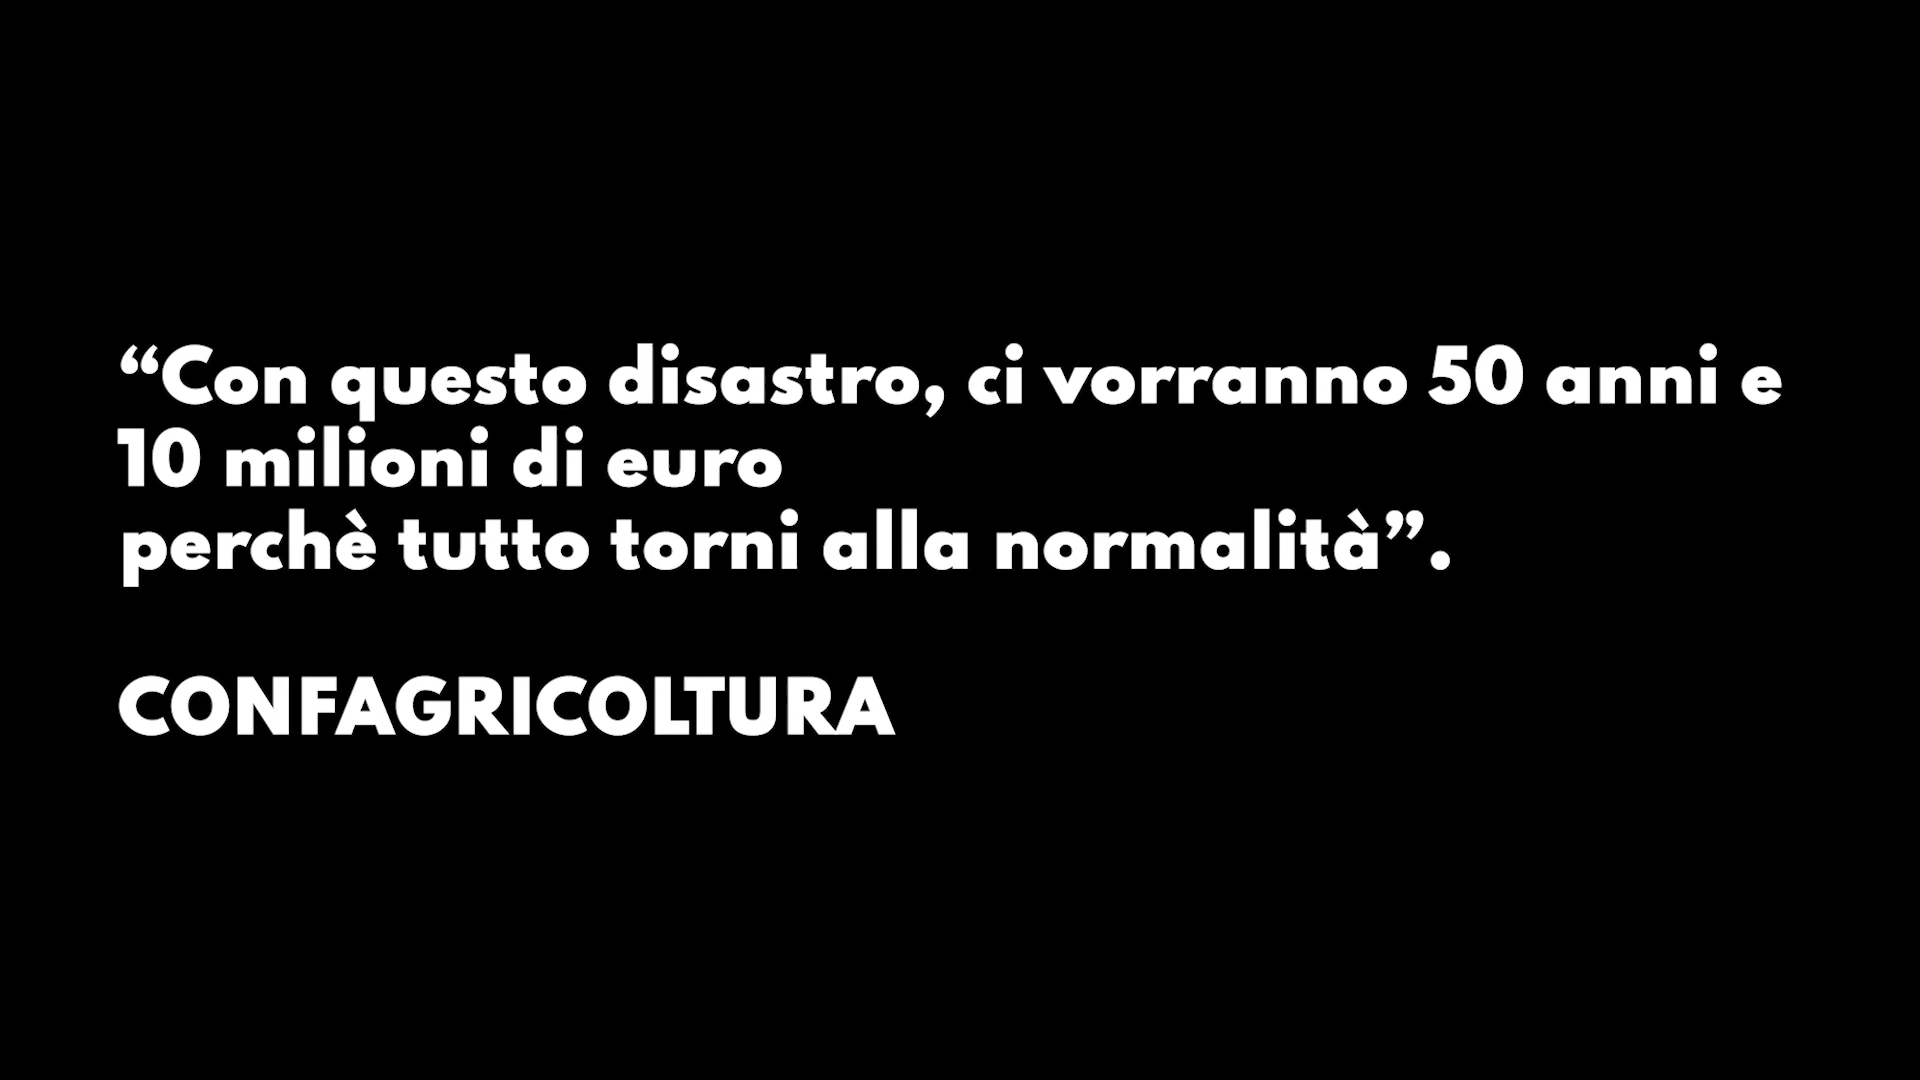 “Con questo disastro, ci vorranno 50 anni e
10 milioni di euro
perchè tutto torni alla normalità”.
CONFAGRICOLTURA